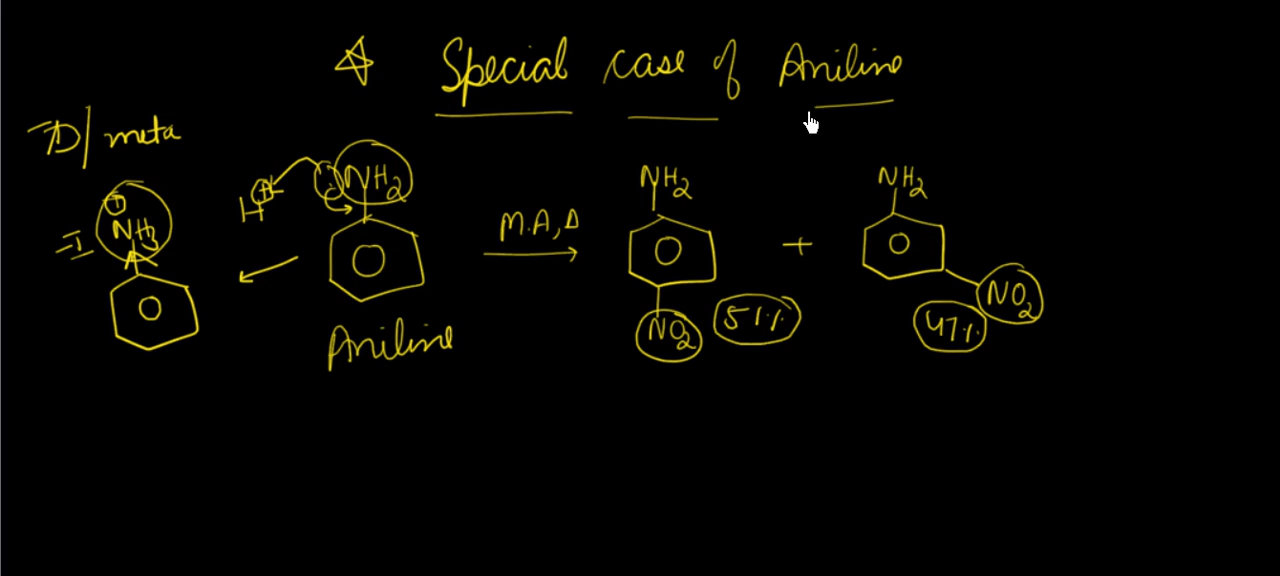 Special case of Aniline
D/meta
⊕
NH3
-I
H⊕
NH2
M.A, Δ
NH2
+
NH2
NO2
51%
NO2
47%
Aniline